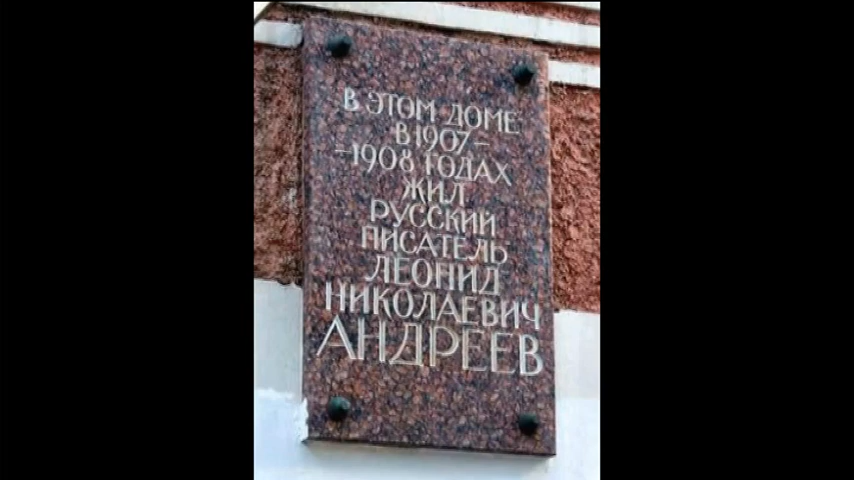 В ЭТОМ ДОМЕ
В 1907–
–1908 ГОДАХ
ЖИЛ
РУССКИЙ
ПИСАТЕЛЬ
ЛЕОНИД
НИКОЛАЕВИЧ
АНДРЕЕВ